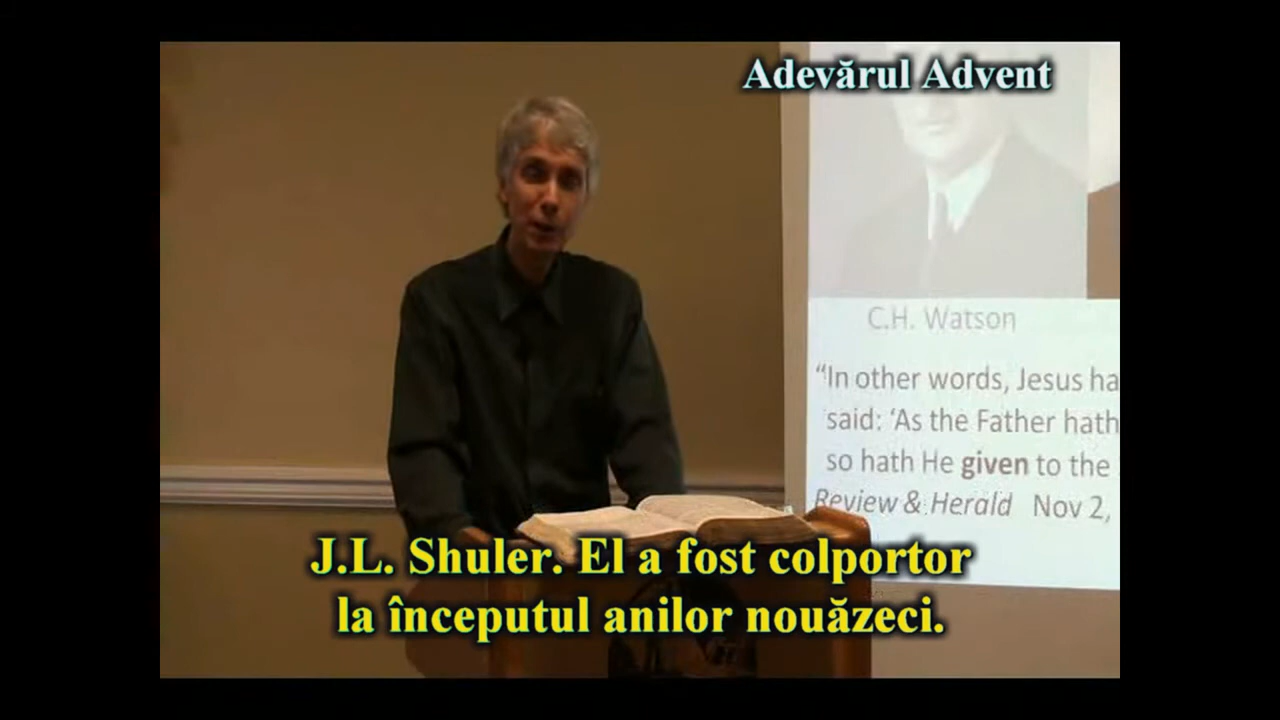 Adevărul Advent
C.H. Watson
“In other words, Jesus ha
said: ‘As the Father hath
so hath He given to the
Review & Herald Nov 2,
J.L. Shuler. El a fost colportor
la începutul anilor nouăzeci.